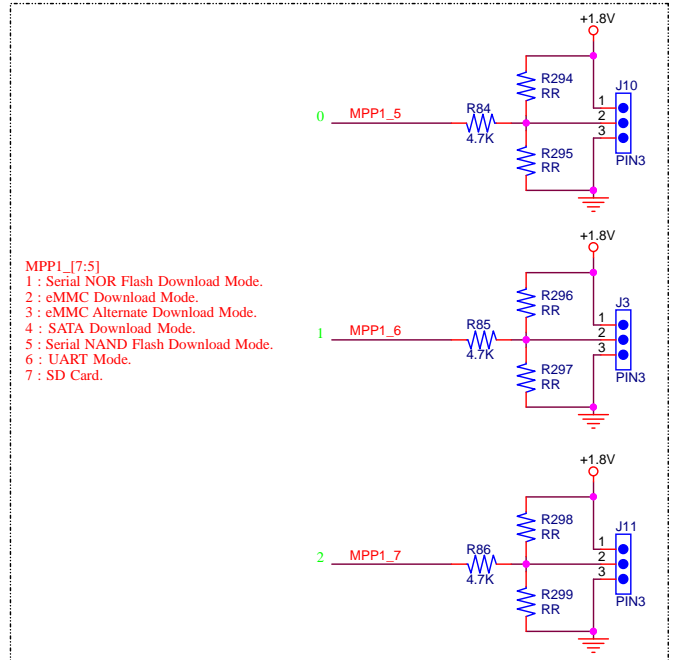 +1.8V
R294
RR
J10
1
2
3
0
MPP1_5
R84
4.7K
R295
RR
PIN3
+1.8V
MPP1_[7:5]
1 : Serial NOR Flash Download Mode.
2 : eMMC Download Mode.
3 : eMMC Alternate Download Mode.
4 : SATA Download Mode.
5 : Serial NAND Flash Download Mode.
6 : UART Mode.
7 : SD Card.
R296
RR
J3
1
2
3
1
MPP1_6
R85
4.7K
R297
RR
PIN3
+1.8V
R298
RR
J11
1
2
3
2
MPP1_7
R86
4.7K
R299
RR
PIN3